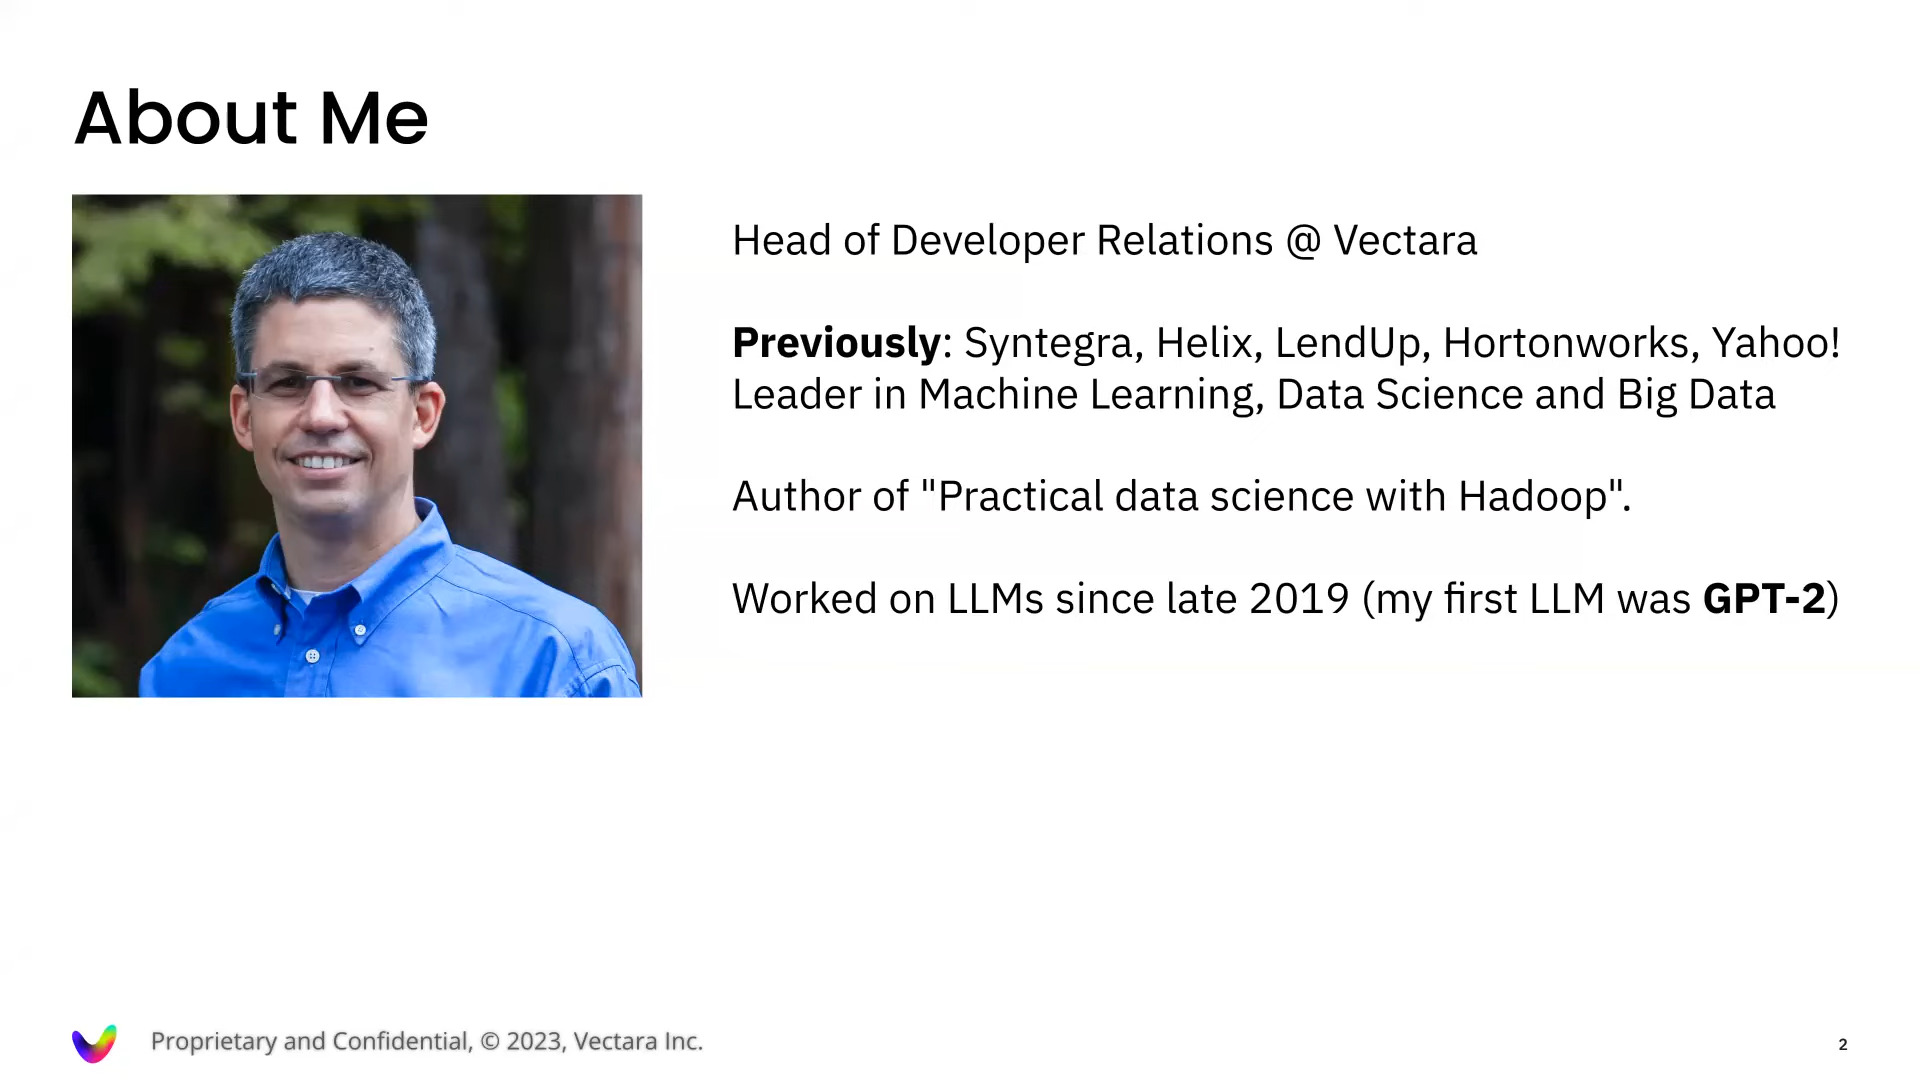 About Me
Head of Developer Relations @ Vectara
Previously: Syntegra, Helix, LendUp, Hortonworks, Yahoo!
Leader in Machine Learning, Data Science and Big Data
Author of "Practical data science with Hadoop".
Worked on LLMs since late 2019 (my first LLM was GPT-2)
Proprietary and Confidential, © 2023, Vectara Inc.
2